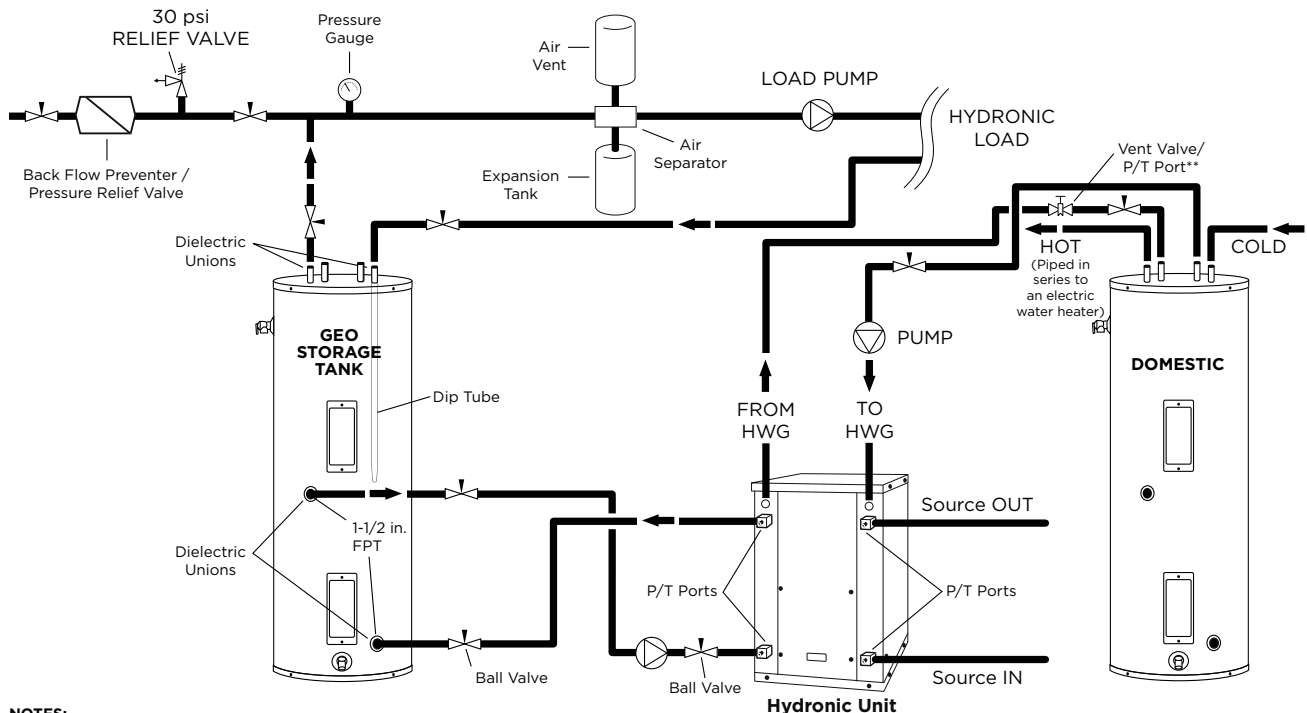 30 psi
RELIEF VALVE
Pressure
Gauge
Air
Vent
LOAD PUMP
HYDRONIC
LOAD
Back Flow Preventer /
Pressure Relief Valve
Air
Separator
Expansion
Tank
Vent Valve/
P/T Port**
Dielectric
Unions
HOT
(Piped in
series to
an electric
water heater)
COLD
GEO
STORAGE
TANK
PUMP
DOMESTIC
Dip Tube
FROM
HWG
TO
HWG
Source OUT
1-1/2 in.
FPT
Dielectric
Unions
P/T Ports
P/T Ports
Ball Valve
Ball Valve
Source IN
Hydronic Unit
NOTES: